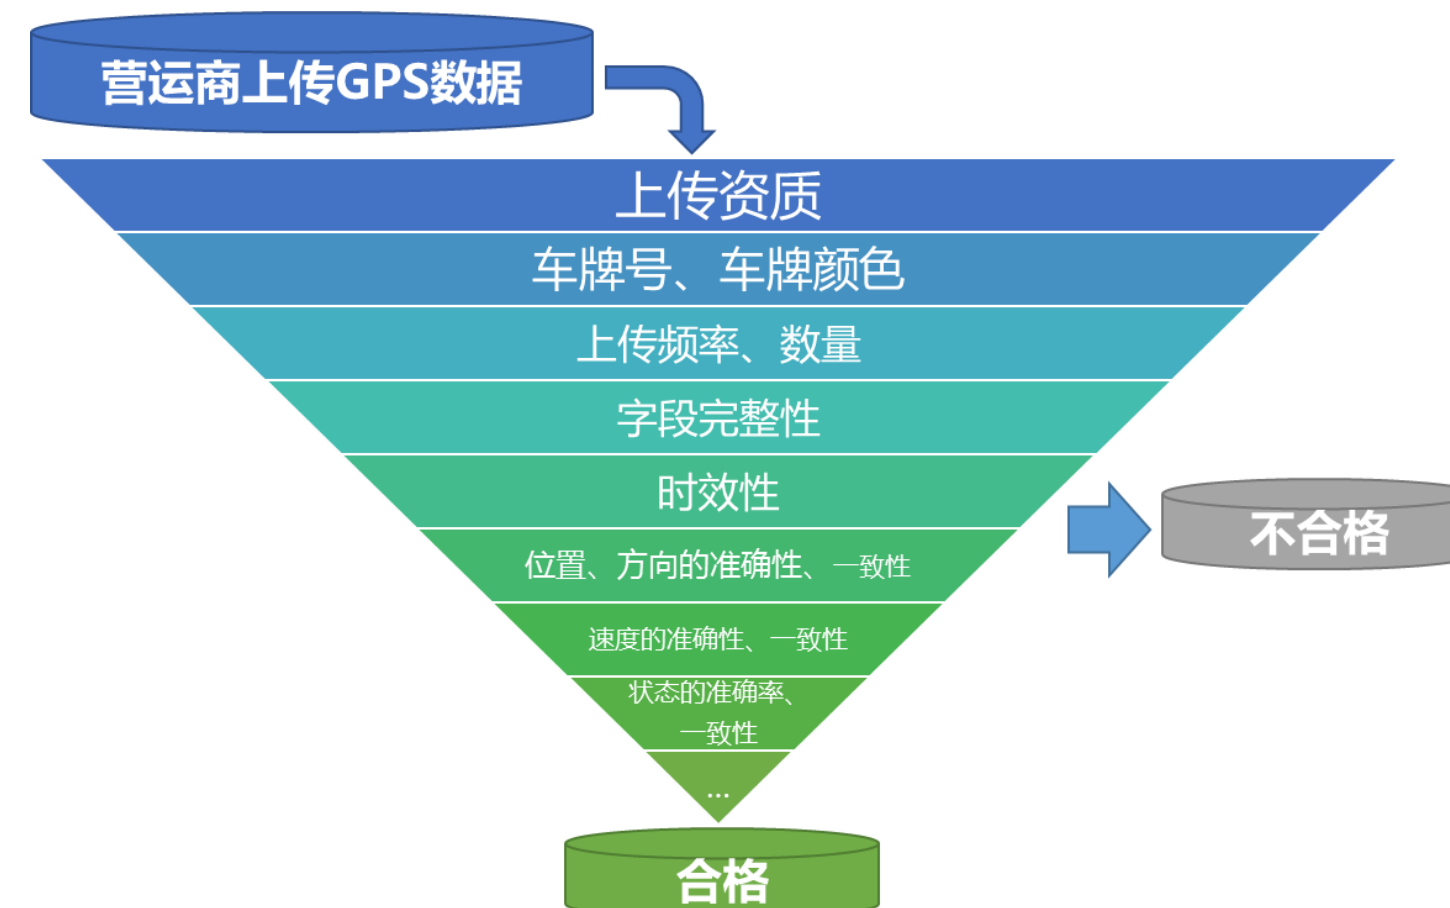 营运商上传GPS数据
上传资质
车牌号、车牌颜色
上传频率、数量
字段完整性
时效性
位置、方向的准确性、一致性
不合格
速度的准确性、一致性
状态的准确率、
一致性
...
合格